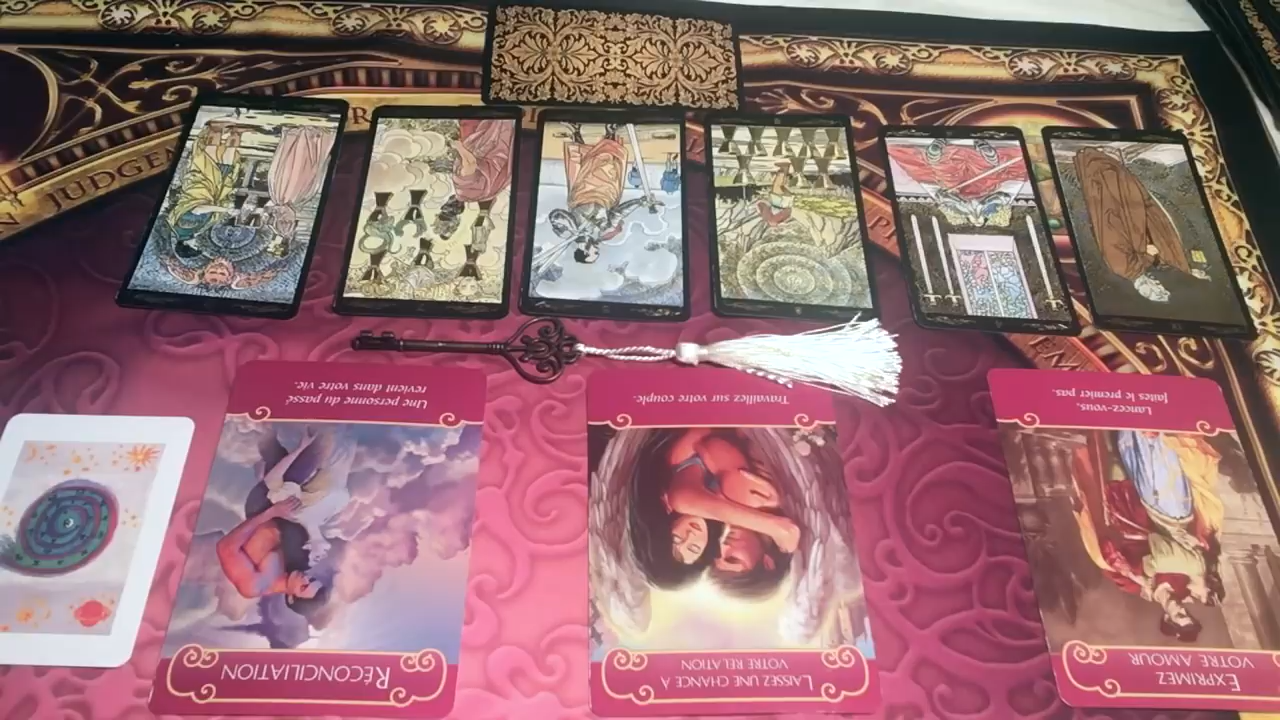 JUDGE
Une personne du passé
revient dans votre vie.
RÉCONCILIATION
Travaillez sur votre couple.
LAISSEZ UNE CHANCE À
VOTRE RELATION
Lancez-vous,
faites le premier pas.
EXPRIMEZ
VOTRE AMOUR